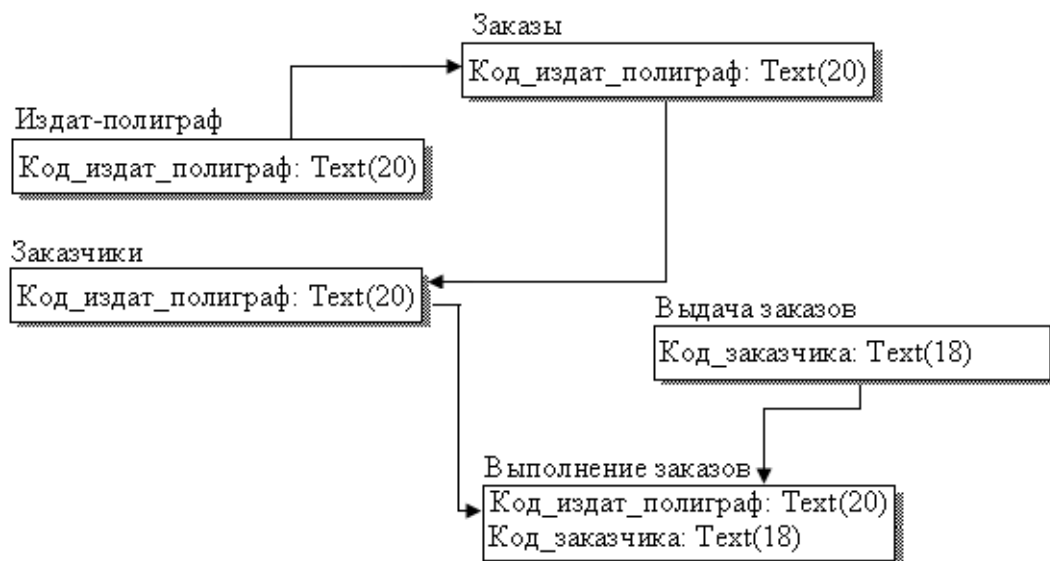 Заказы
Код_издат_полиграф: Text(20)
Издат-полиграф
Код_издат_полиграф: Text(20)
Заказчики
Код_издат_полиграф: Text(20)
Выдача заказов
Код_заказчика: Text(18)
Выполнение заказов
Код_издат_полиграф: Text(20)
Код_заказчика: Text(18)